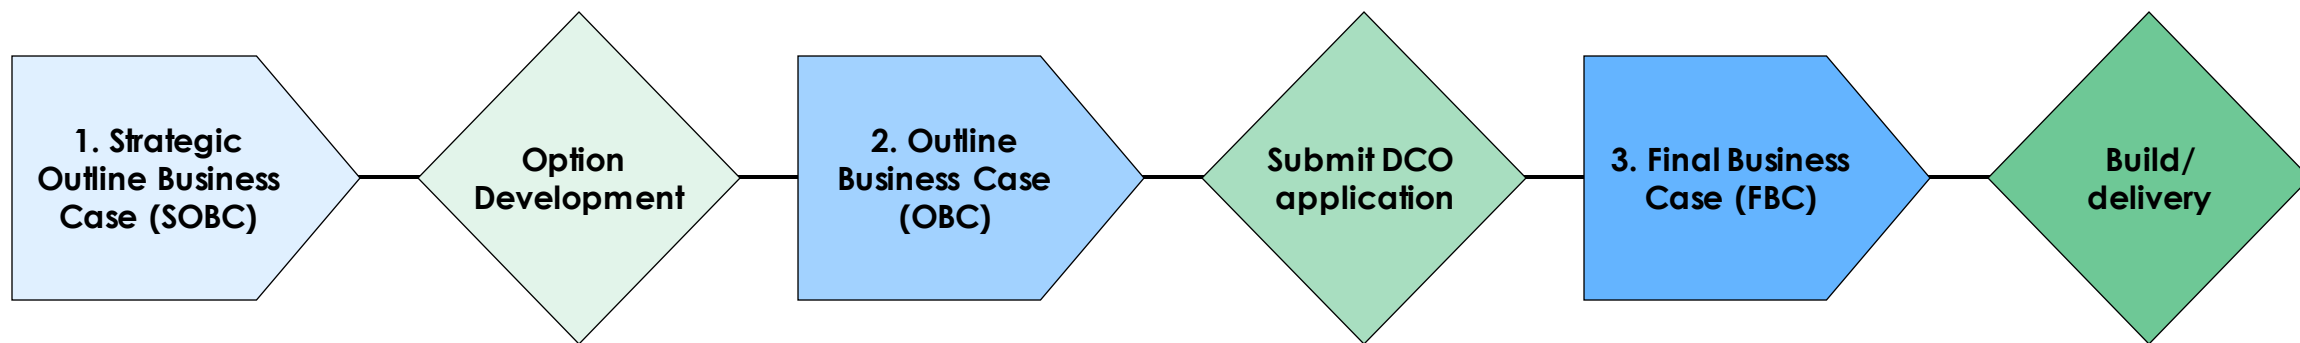 1. Strategic
Outline Business
Case (SOBC)
Option
Development
2. Outline
Business Case
(OBC)
Submit DCO
application
3. Final Business
Case (FBC)
Build/
delivery